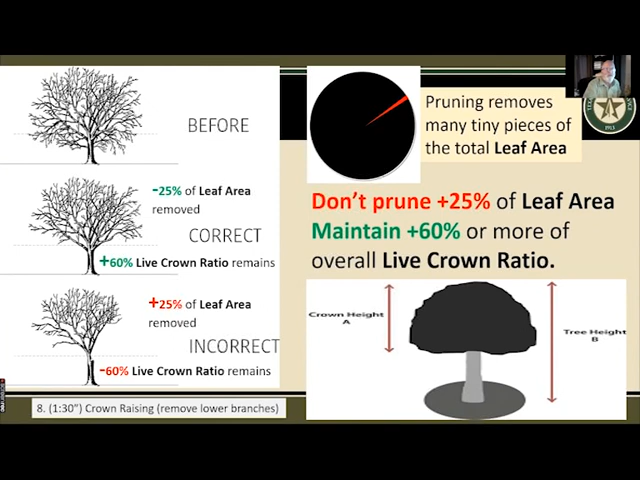 BEFORE
-25% of Leaf Area
removed
CORRECT
+60% Live Crown Ratio remains
+25% of Leaf Area
removed
INCORRECT
-60% Live Crown Ratio remains
8. (1:30") Crown Raising (remove lower branches)
Pruning removes
many tiny pieces of
the total Leaf Area
Don't prune +25% of Leaf Area
Maintain +60% or more of
overall Live Crown Ratio.
Crown Height
A
Tree Height
B
1915